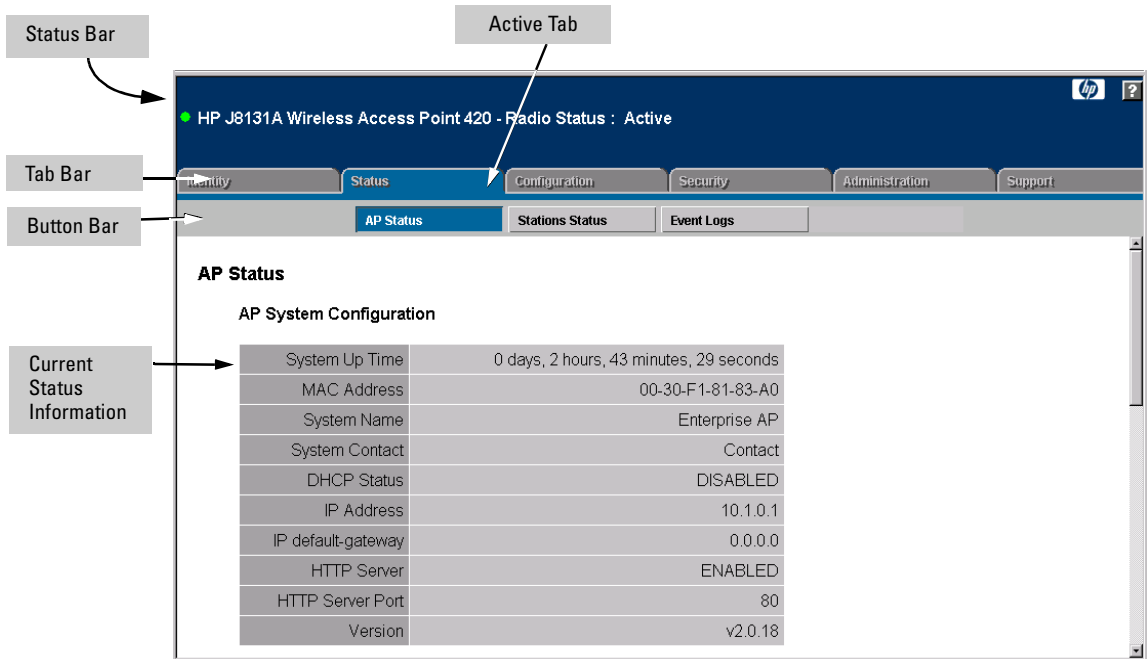 Active Tab
Status Bar
hp
?
HP J8131A Wireless Access Point 420 - Radio Status : Active
Tab Bar
Identity Status Configuration Security Administration Support
Button Bar
AP Status Stations Status Event Logs
AP Status
AP System Configuration
Current
Status
Information
System Up Time 0 days, 2 hours, 43 minutes, 29 seconds
MAC Address 00-30-F1-81-83-A0
System Name Enterprise AP
System Contact Contact
DHCP Status DISABLED
IP Address 10.1.0.1
IP default-gateway 0.0.0.0
HTTP Server ENABLED
HTTP Server Port 80
Version v2.0.18